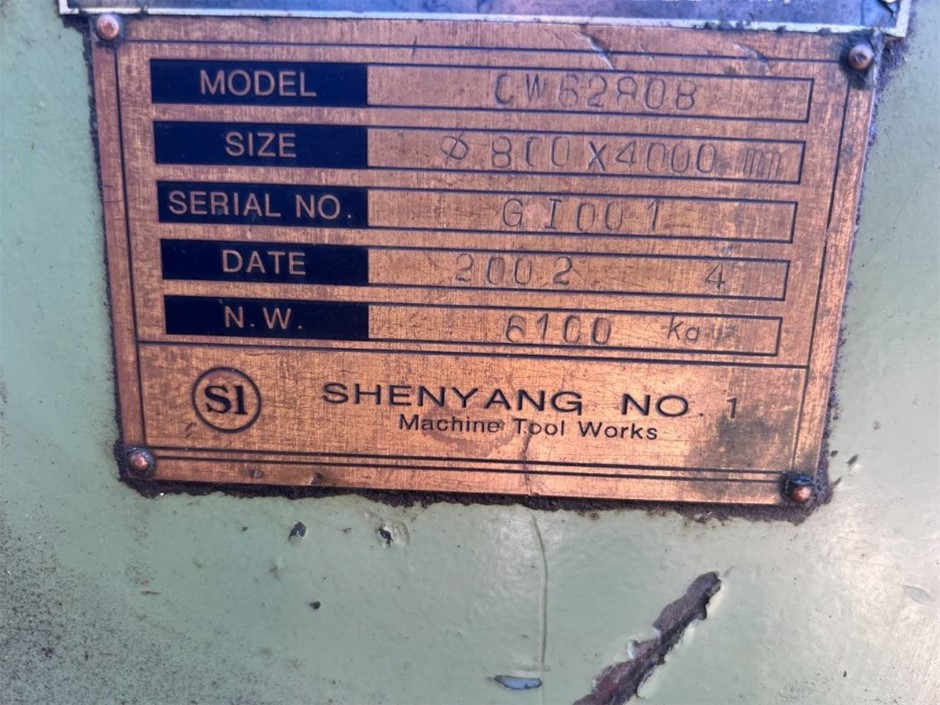 MODEL CW6280B
SIZE Ø 800X4000 mm
SERIAL NO. GI001
DATE 2002 4
N.W. 6100 Kg
SI SHENYANG NO. 1
Machine Tool Works